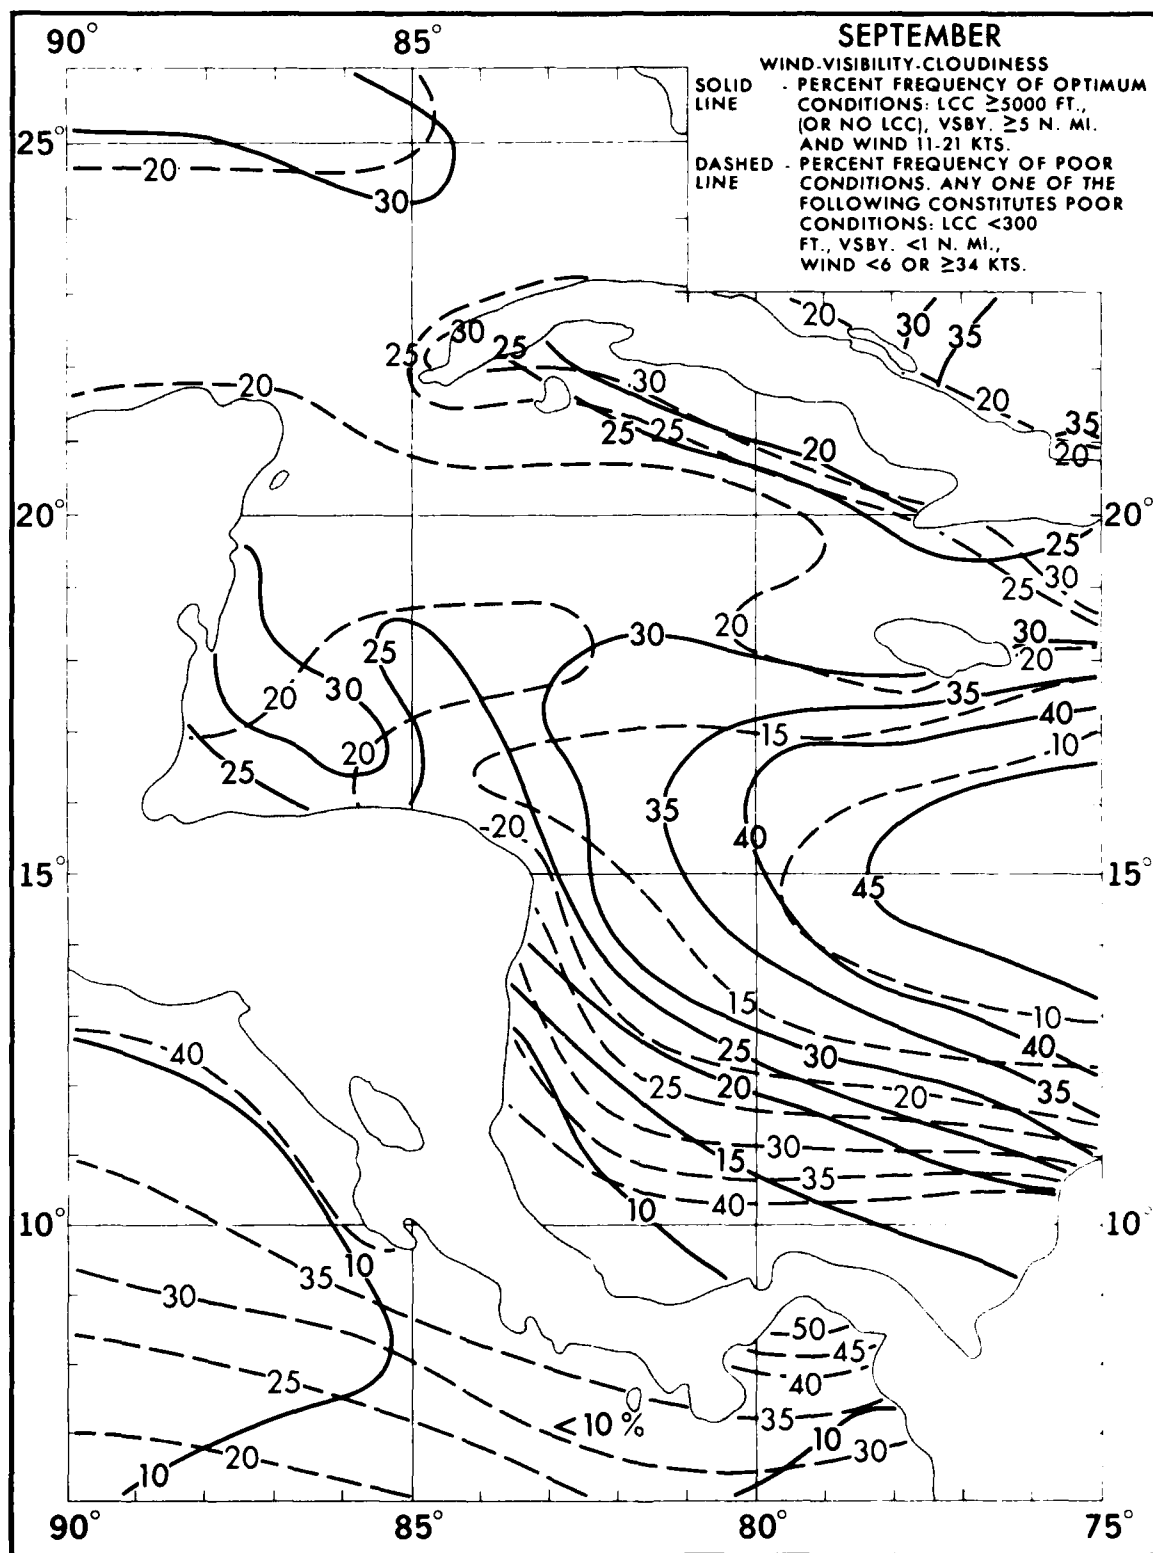 90° 85° SEPTEMBER
WIND-VISIBILITY-CLOUDINESS
SOLID - PERCENT FREQUENCY OF OPTIMUM
LINE CONDITIONS: LCC ≥5000 FT.,
(OR NO LCC), VSBY. ≥5 N. MI.
AND WIND 11-21 KTS.
DASHED - PERCENT FREQUENCY OF POOR
LINE CONDITIONS. ANY ONE OF THE
FOLLOWING CONSTITUTES POOR
CONDITIONS: LCC <300
FT., VSBY. <1 N. MI.,
WIND <6 OR ≥34 KTS.
25°
20
30
20 30 35
30
25 25
20 30 20
35
25 25 20 20
20° 20°
25
30
25
20 30 30
25 20
20 30 35
40
20 15 10
25
35
20 40
15° 45 15°
15 10
40 25 30 40
25 20 20 35
30
15 35
40
10° 10 10°
10
35
30
50
45
25 40
<10% 35
10 30
20
10
90° 85° 80° 75°